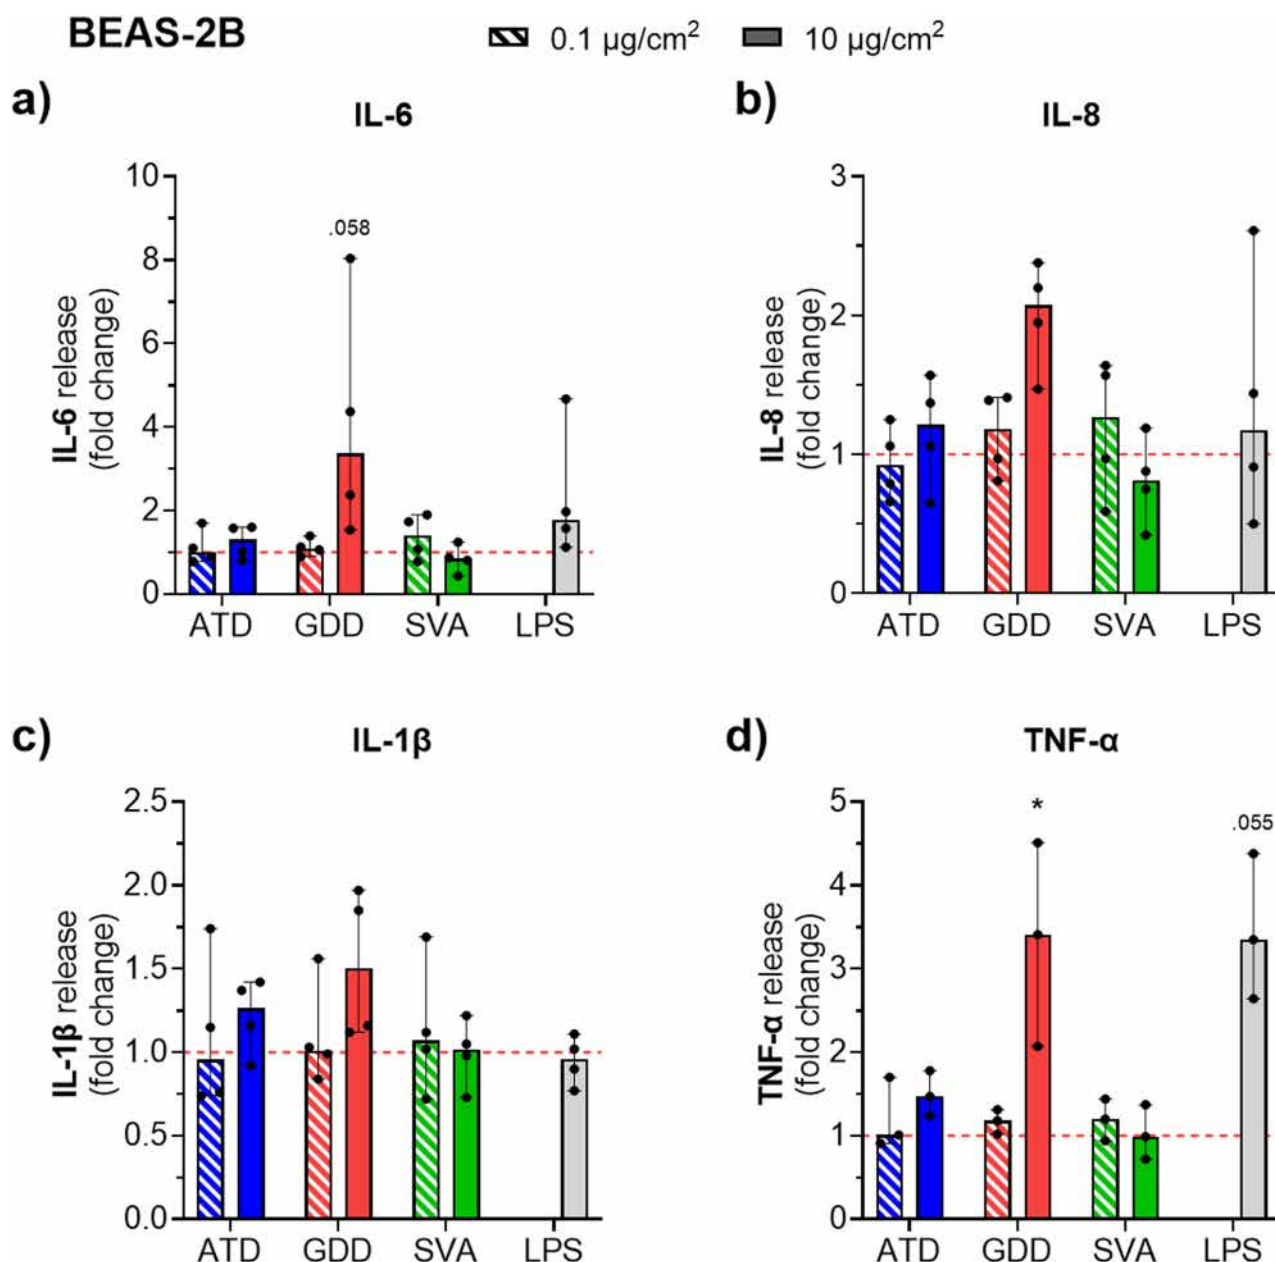 BEAS-2B
0.1 µg/cm²
10 µg/cm²
a)
IL-6
IL-6 release
(fold change)
10
8
6
4
2
0
.058
ATD GDD SVA LPS
b)
IL-8
IL-8 release
(fold change)
3
2
1
0
ATD GDD SVA LPS
c)
IL-1β
IL-1β release
(fold change)
2.5
2.0
1.5
1.0
0.5
0.0
ATD GDD SVA LPS
d)
TNF-α
TNF-α release
(fold change)
5
4
3
2
1
0
*
.055
ATD GDD SVA LPS